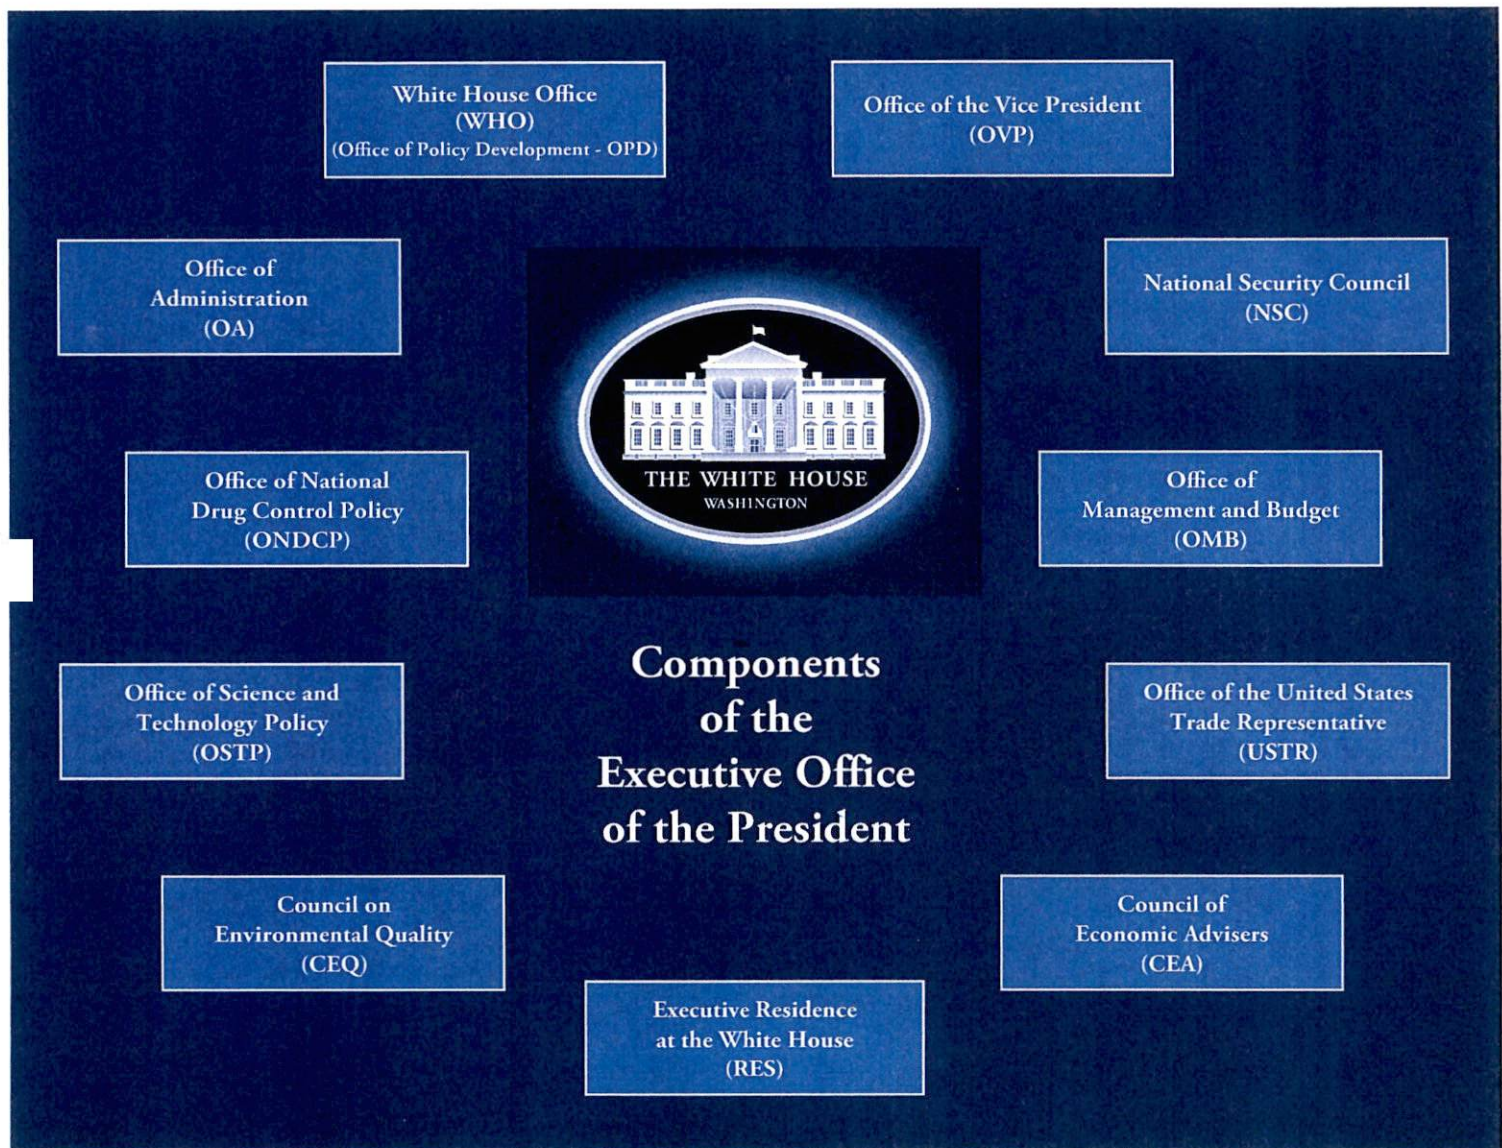 White House Office
(WHO)
(Office of Policy Development - OPD)
Office of the Vice President
(OVP)
Office of
Administration
(OA)
National Security Council
(NSC)
THE WHITE HOUSE
WASHINGTON
Office of National
Drug Control Policy
(ONDCP)
Office of
Management and Budget
(OMB)
Components
of the
Executive Office
of the President
Office of Science and
Technology Policy
(OSTP)
Office of the United States
Trade Representative
(USTR)
Council on
Environmental Quality
(CEQ)
Council of
Economic Advisers
(CEA)
Executive Residence
at the White House
(RES)